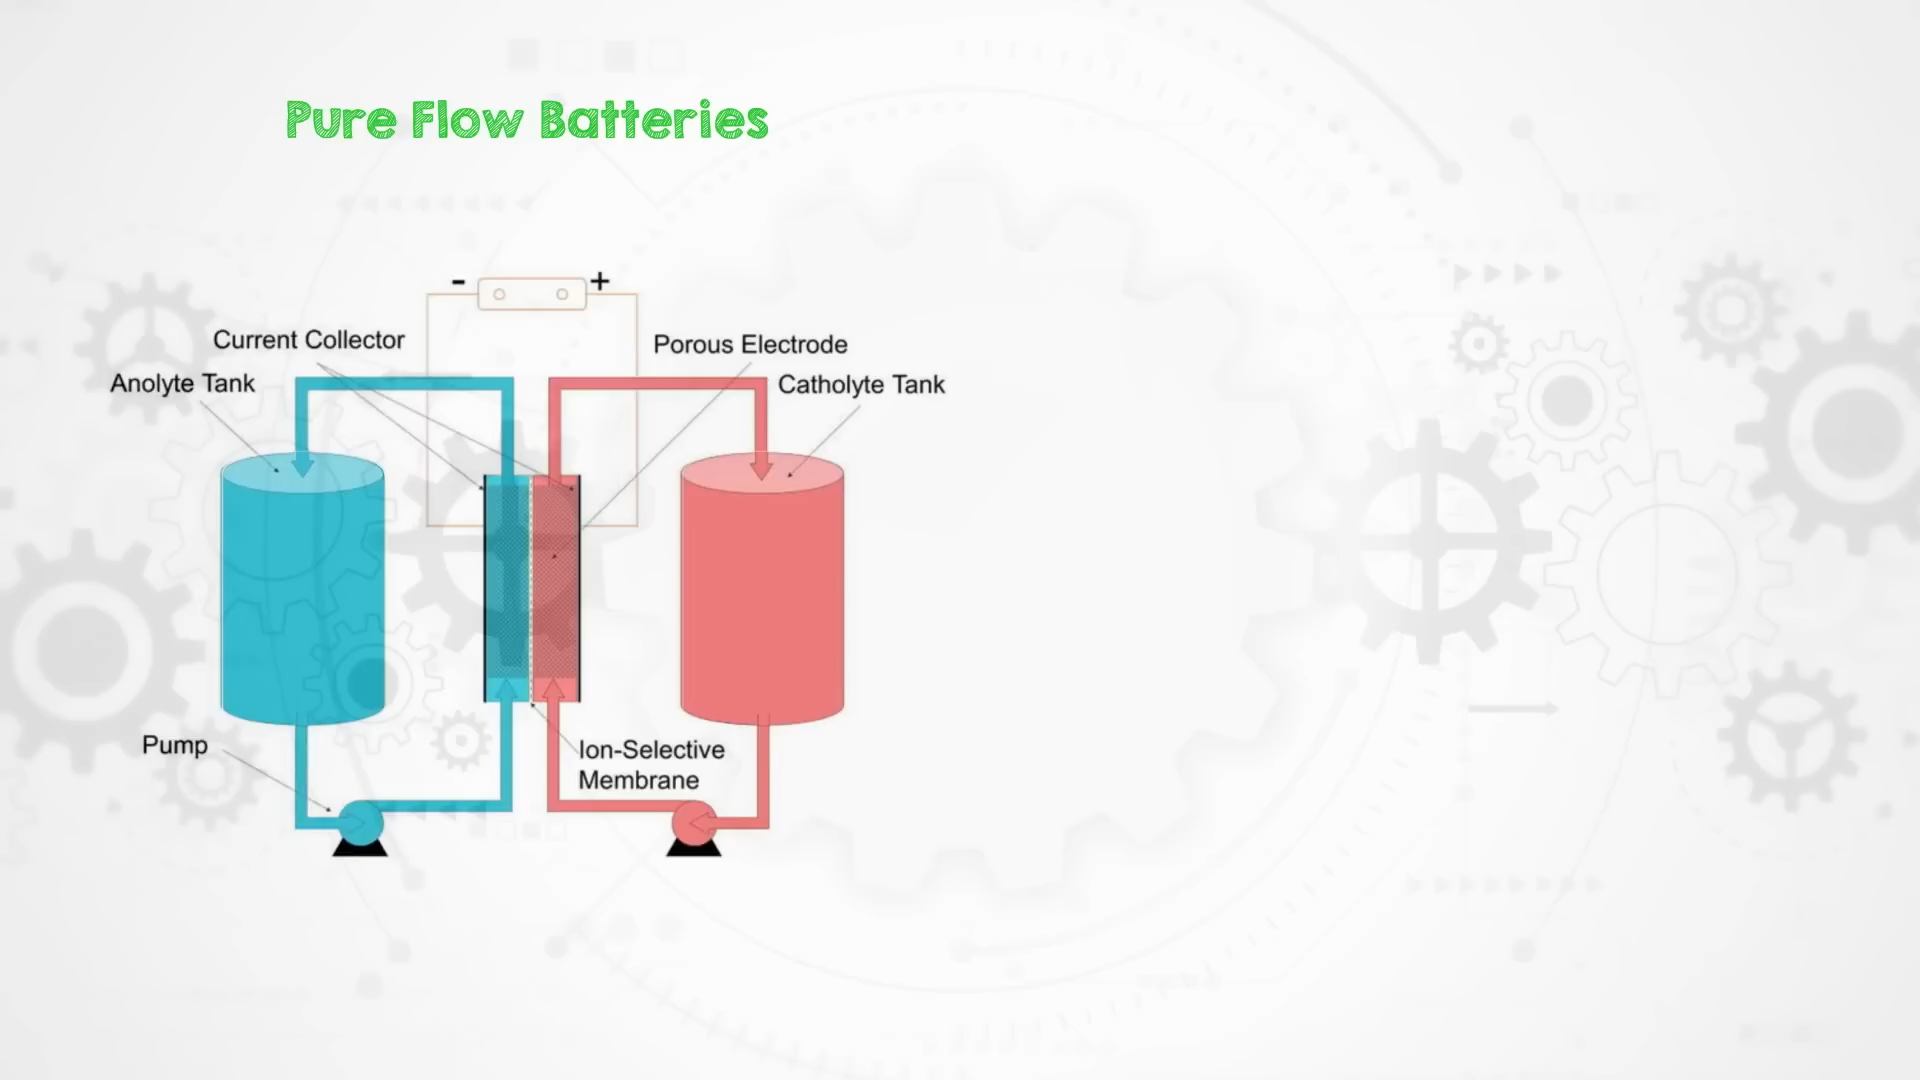 Pure Flow Batteries
- +
Current Collector
Porous Electrode
Anolyte Tank
Catholyte Tank
Pump
Ion-Selective
Membrane